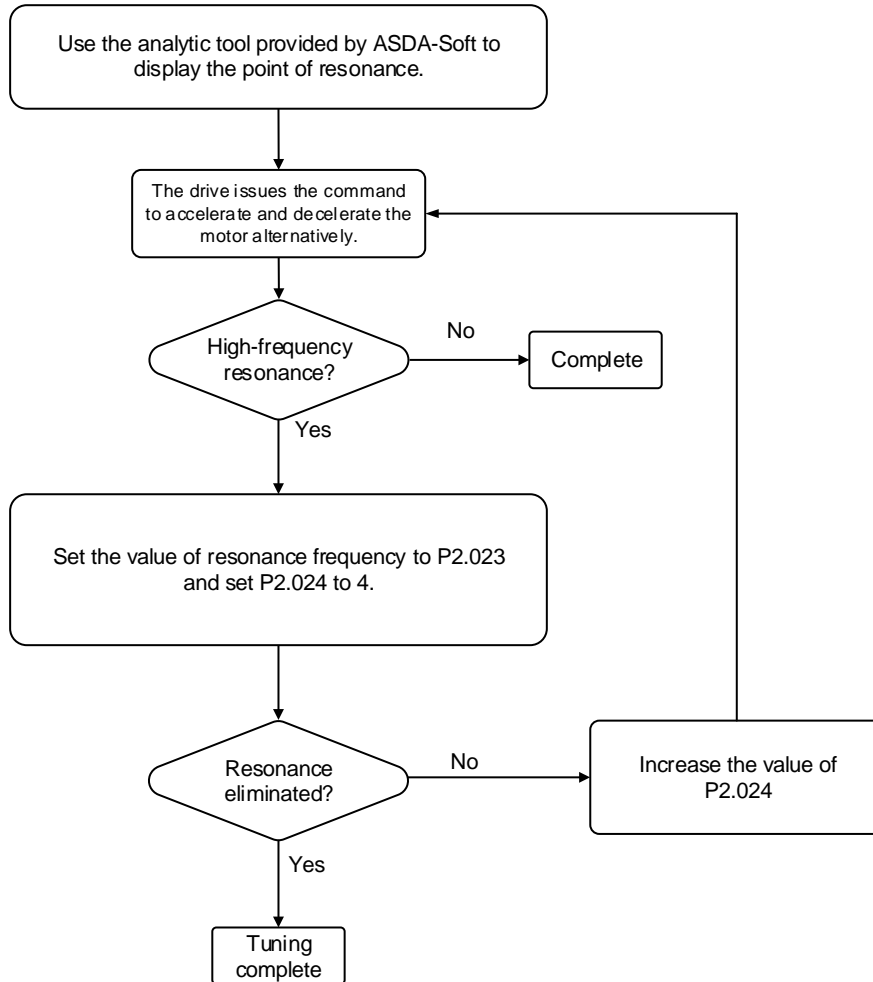 Use the analytic tool provided by ASDA-Soft to
display the point of resonance.
The drive issues the command
to accelerate and decelerate the
motor alternatively.
High-frequency
resonance?
No
Complete
Yes
Set the value of resonance frequency to P2.023
and set P2.024 to 4.
Resonance
eliminated?
No
Increase the value of
P2.024
Yes
Tuning
complete